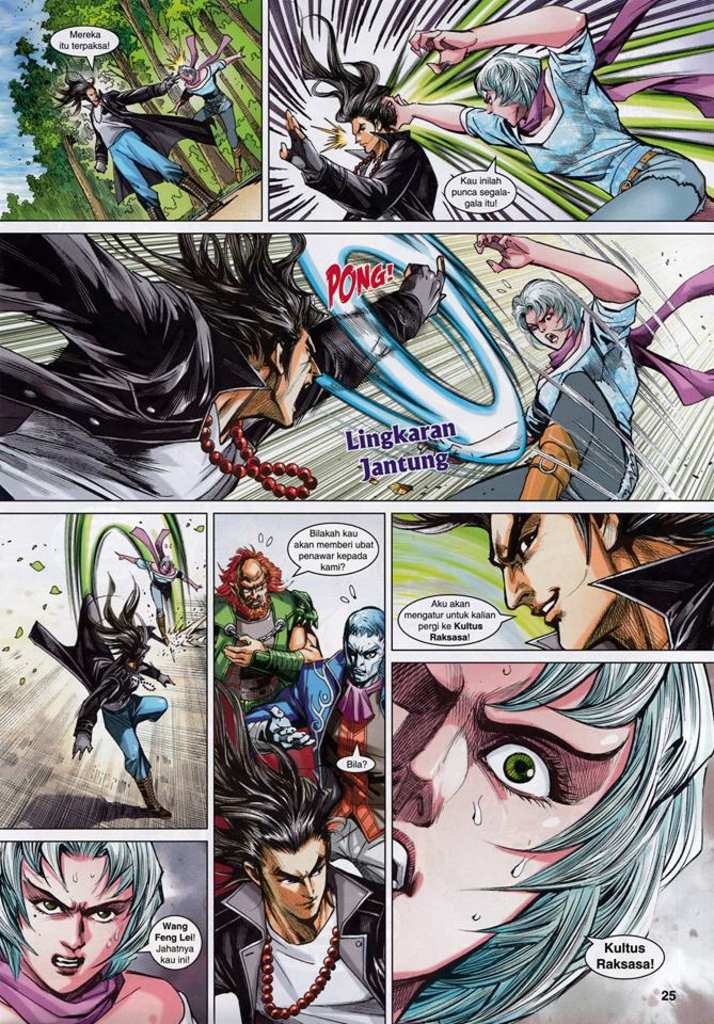 Mereka
itu terpaksa!
Kau inilah
punca segala-
gala itu!
PONG!
Lingkaran
Jantung
Bilakah kau
akan memberi ubat
penawar kepada
kami?
Bila?
Aku akan
mengatur untuk kalian
pergi ke Kultus
Raksasa!
Wang
Feng Lei!
Jahatnya
kau ini!
Kultus
Raksasa!
25